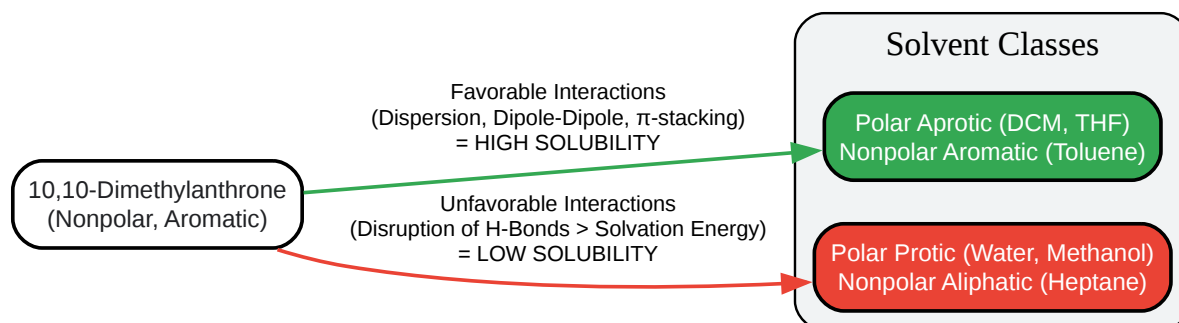 Solvent Classes
Favorable Interactions
(Dispersion, Dipole-Dipole, π-stacking)
= HIGH SOLUBILITY
Polar Aprotic (DCM, THF)
Nonpolar Aromatic (Toluene)
10,10-Dimethylanthrone
(Nonpolar, Aromatic)
Unfavorable Interactions
(Disruption of H-Bonds > Solvation Energy)
= LOW SOLUBILITY
Polar Protic (Water, Methanol)
Nonpolar Aliphatic (Heptane)